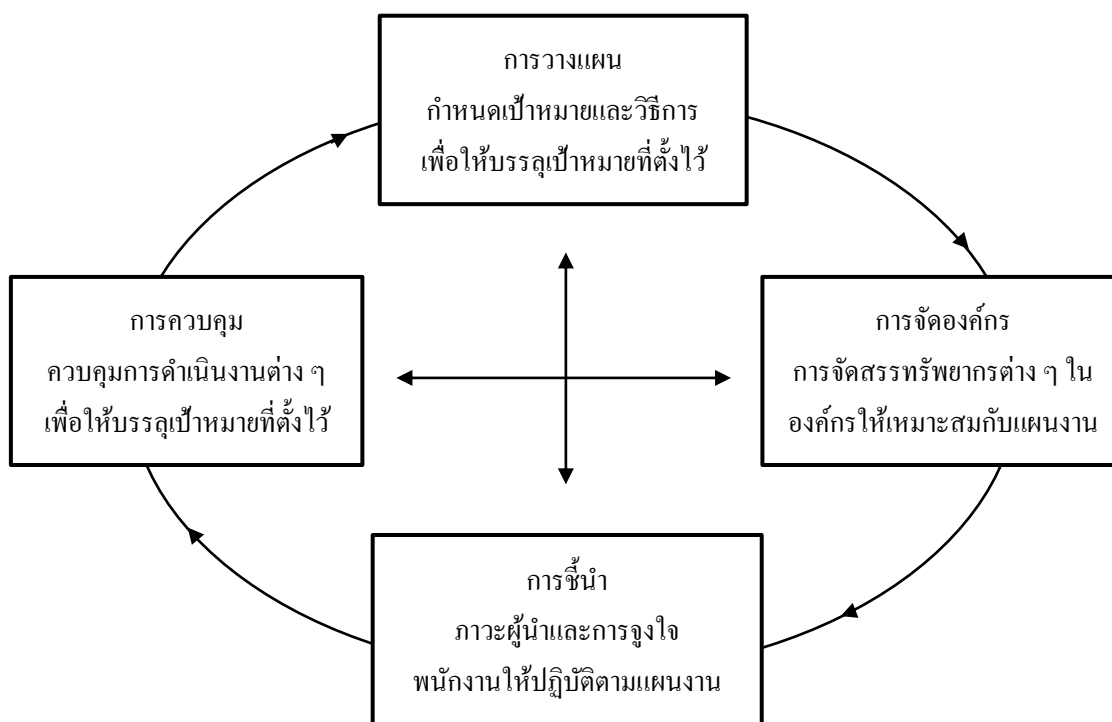 การวางแผน
กำหนดเป้าหมายและวิธีการ
เพื่อให้บรรลุเป้าหมายที่ตั้งไว้
การควบคุม
ควบคุมการดำเนินงานต่าง ๆ
เพื่อให้บรรลุเป้าหมายที่ตั้งไว้
การจัดองค์กร
การจัดสรรทรัพยากรต่าง ๆ ใน
องค์กรให้เหมาะสมกับแผนงาน
การชี้นำ
ภาวะผู้นำและการจูงใจ
พนักงานให้ปฏิบัติตามแผนงาน